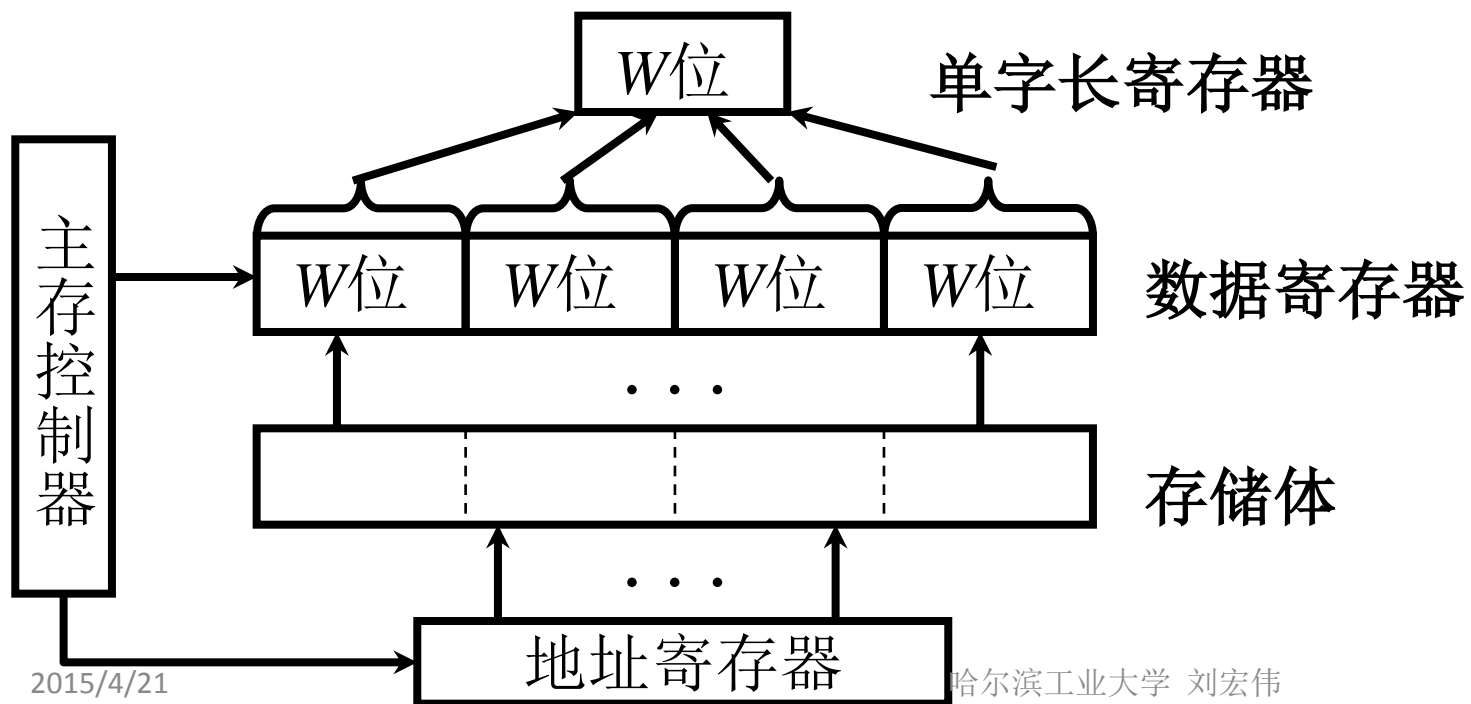 W位
单字长寄存器
主存控制器
W位 W位 W位 W位
数据寄存器
. . .
存储体
. . .
地址寄存器
2015/4/21
哈尔滨工业大学 刘宏伟